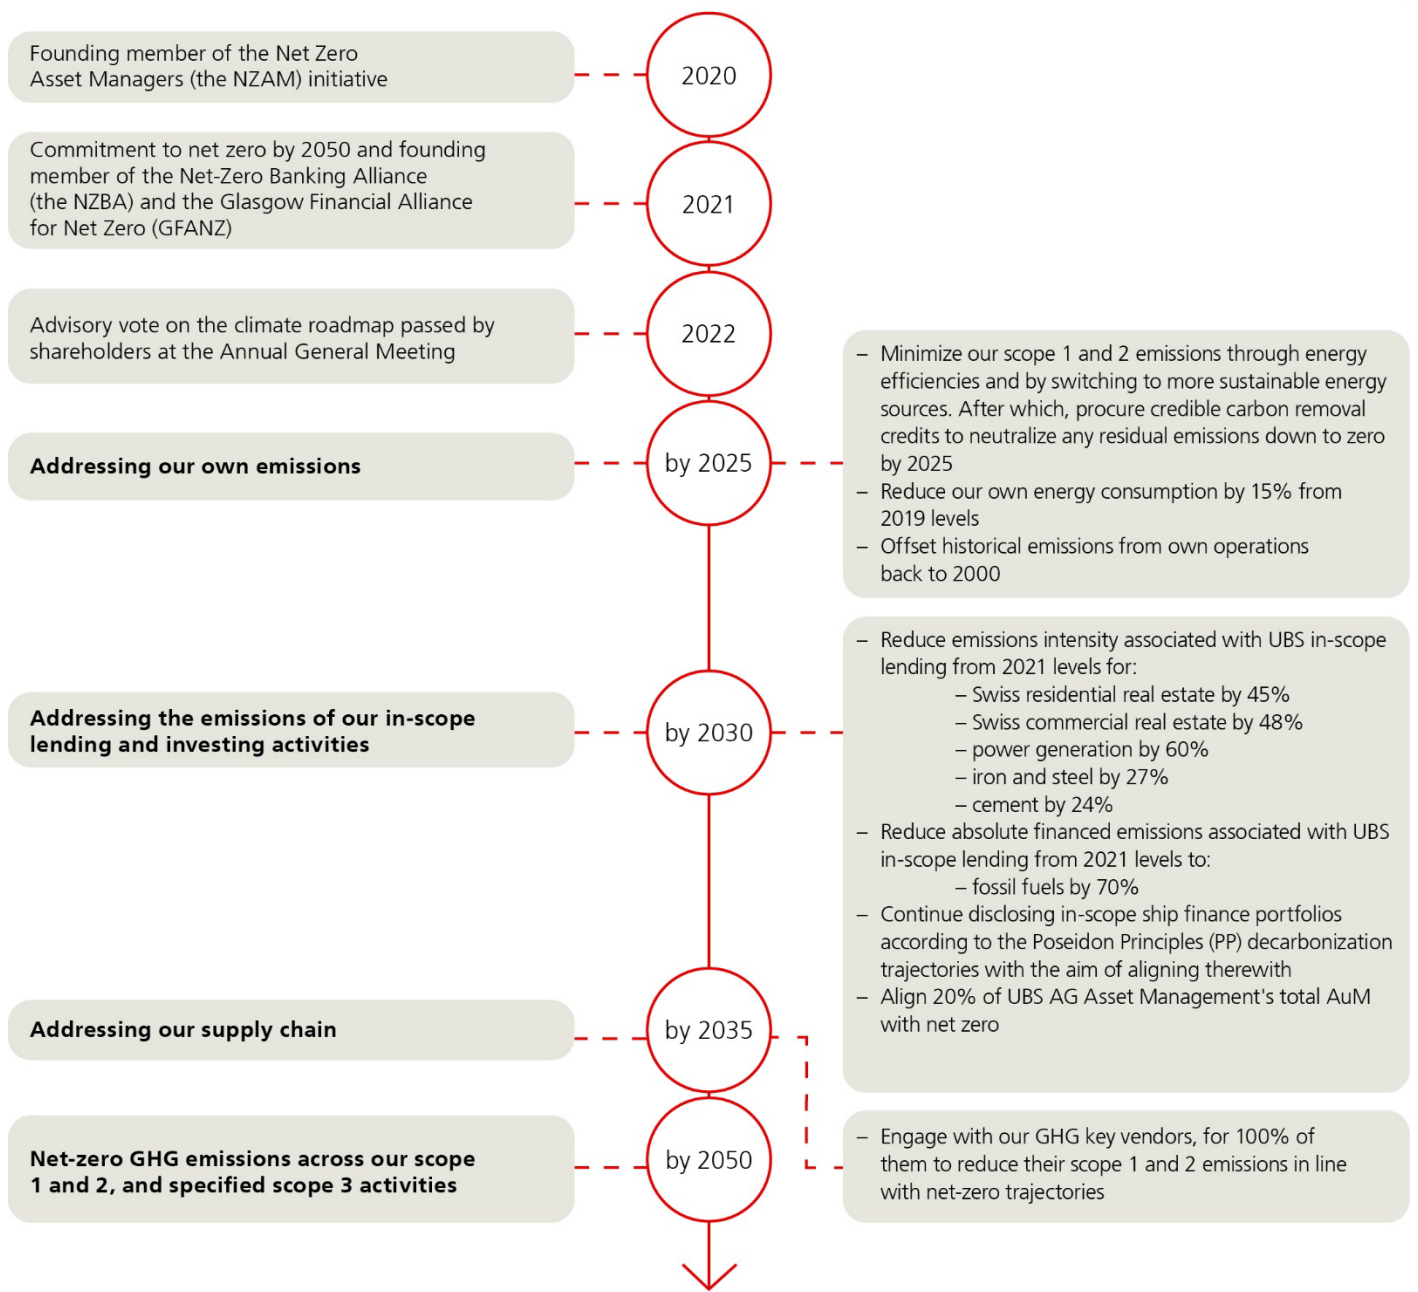 Founding member of the Net Zero
Asset Managers (the NZAM) initiative
2020
Commitment to net zero by 2050 and founding
member of the Net-Zero Banking Alliance
(the NZBA) and the Glasgow Financial Alliance
for Net Zero (GFANZ)
2021
Advisory vote on the climate roadmap passed by
shareholders at the Annual General Meeting
2022
Addressing our own emissions
by 2025
– Minimize our scope 1 and 2 emissions through energy
efficiencies and by switching to more sustainable energy
sources. After which, procure credible carbon removal
credits to neutralize any residual emissions down to zero
by 2025
– Reduce our own energy consumption by 15% from
2019 levels
– Offset historical emissions from own operations
back to 2000
Addressing the emissions of our in-scope
lending and investing activities
by 2030
– Reduce emissions intensity associated with UBS in-scope
lending from 2021 levels for:
– Swiss residential real estate by 45%
– Swiss commercial real estate by 48%
– power generation by 60%
– iron and steel by 27%
– cement by 24%
– Reduce absolute financed emissions associated with UBS
in-scope lending from 2021 levels to:
– fossil fuels by 70%
– Continue disclosing in-scope ship finance portfolios
according to the Poseidon Principles (PP) decarbonization
trajectories with the aim of aligning therewith
– Align 20% of UBS AG Asset Management's total AuM
with net zero
Addressing our supply chain
by 2035
– Engage with our GHG key vendors, for 100% of
them to reduce their scope 1 and 2 emissions in line
with net-zero trajectories
Net-zero GHG emissions across our scope
1 and 2, and specified scope 3 activities
by 2050